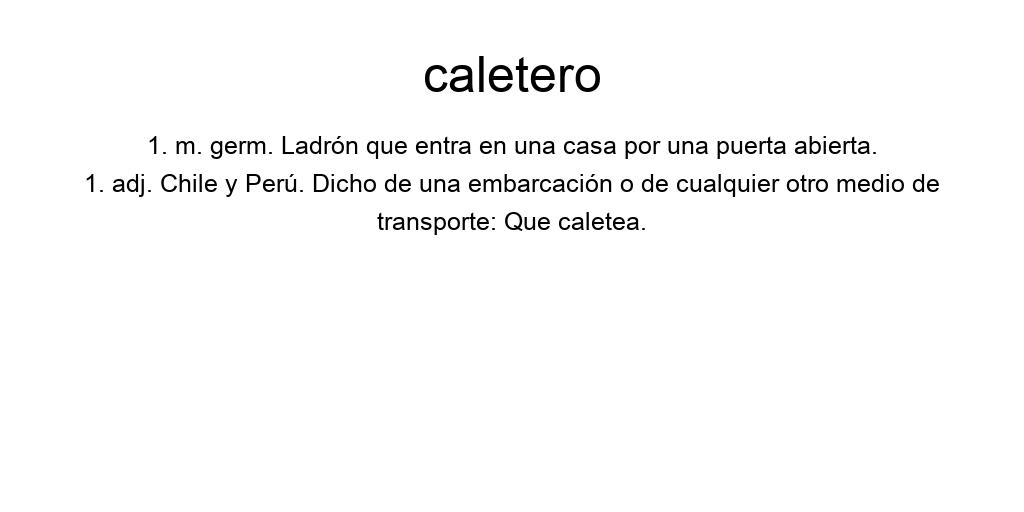 caletero
1. m. germ. Ladrón que entra en una casa por una puerta abierta.
1. adj. Chile y Perú. Dicho de una embarcación o de cualquier otro medio de
transporte: Que caletea.